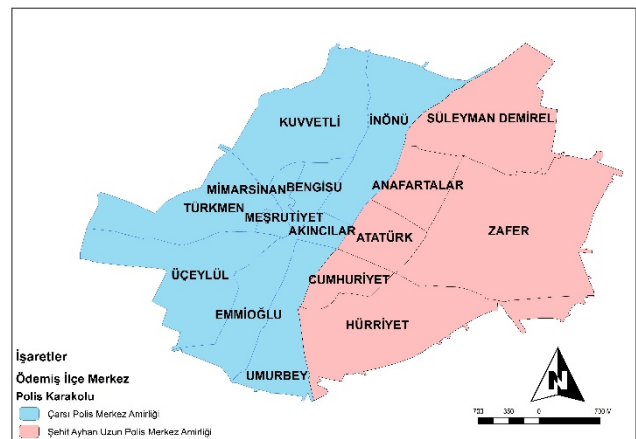 KUVVETLİ
İNÖNÜ
SÜLEYMAN DEMİREL
MİMARSİNAN
BENGİSU
ANAFARTALAR
TÜRKMEN
MEŞRUTİYET
AKINCILAR
ATATÜRK
ZAFER
ÜÇEYLÜL
CUMHURİYET
EMMİOĞLU
HÜRRİYET
UMURBEY
İşaretler
Ödemiş İlçe Merkez
Polis Karakolu
Çarsı Polis Merkez Amirliği
Şehit Ayhan Uzun Polis Merkez Amirliği
N
0